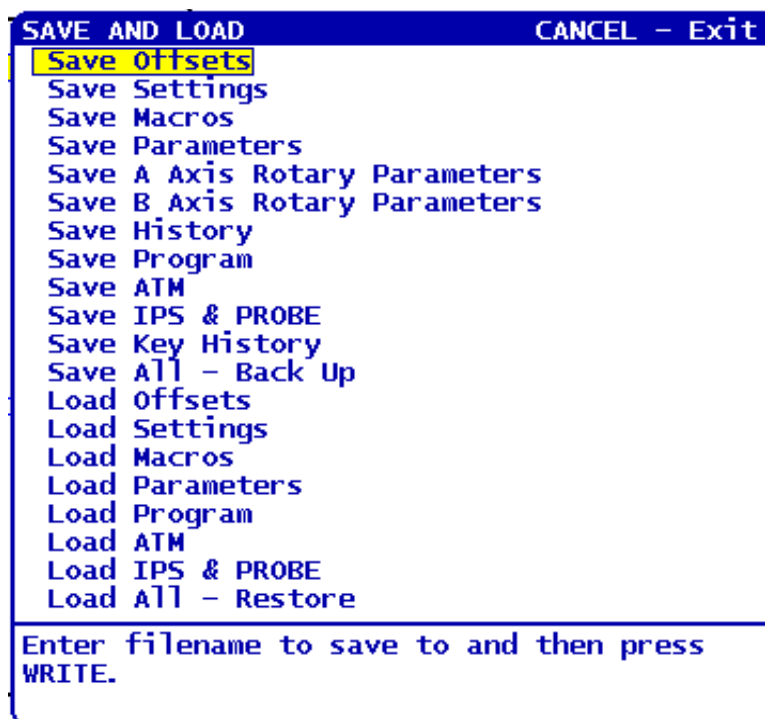 SAVE AND LOAD CANCEL - Exit
Save Offsets
Save Settings
Save Macros
Save Parameters
Save A Axis Rotary Parameters
Save B Axis Rotary Parameters
Save History
Save Program
Save ATM
Save IPS & PROBE
Save Key History
Save All - Back Up
Load Offsets
Load Settings
Load Macros
Load Parameters
Load Program
Load ATM
Load IPS & PROBE
Load All - Restore
Enter filename to save to and then press
WRITE.